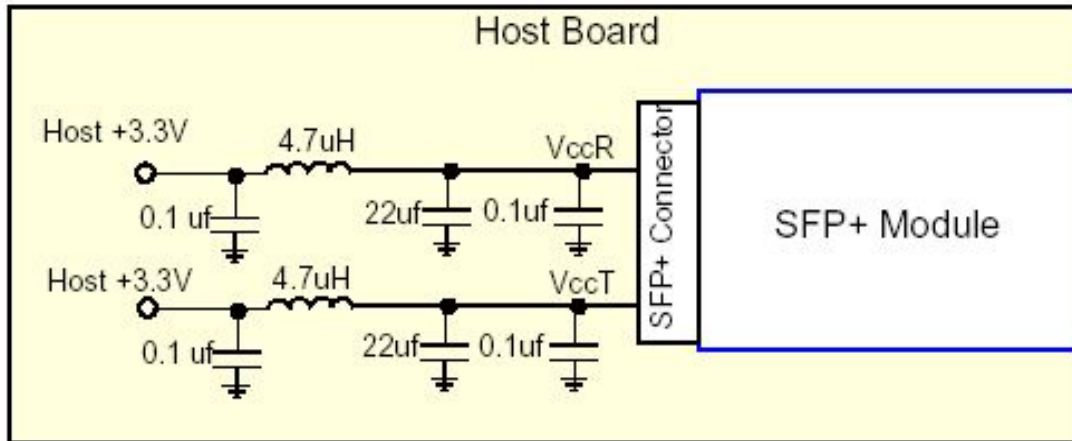 Host Board
Host +3.3V
4.7uH
VccR
0.1 uf
22uf
0.1uf
Host +3.3V
4.7uH
VccT
0.1 uf
22uf
0.1uf
SFP+ Connector
SFP+ Module